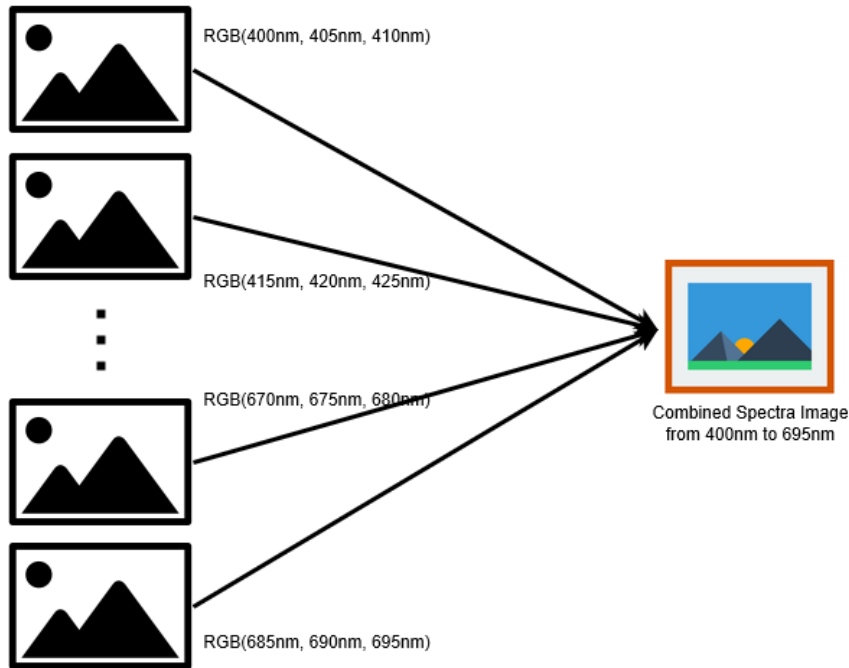 RGB(400nm, 405nm, 410nm)
RGB(415nm, 420nm, 425nm)
RGB(670nm, 675nm, 680nm)
RGB(685nm, 690nm, 695nm)
Combined Spectra Image
from 400nm to 695nm